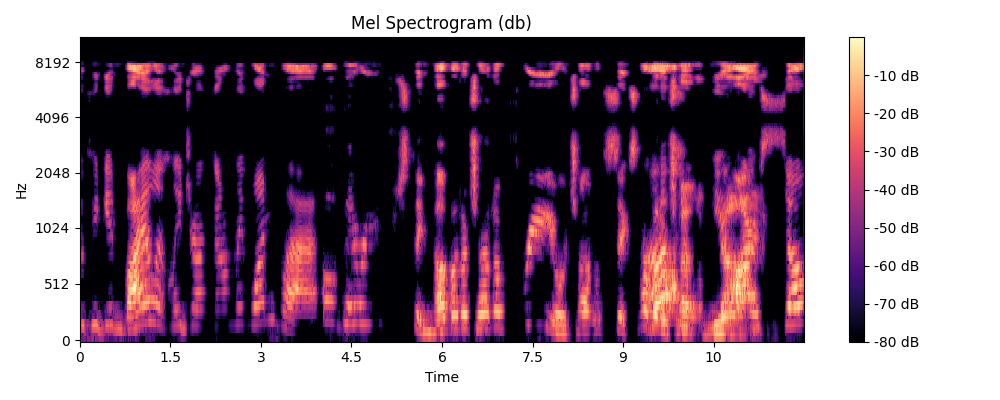 Mel Spectrogram (db)
8192
4096
2048
1024
512
0
Hz
0 1.5 3 4.5 6 7.5 9 10
Time
-10 dB
-20 dB
-30 dB
-40 dB
-50 dB
-60 dB
-70 dB
-80 dB